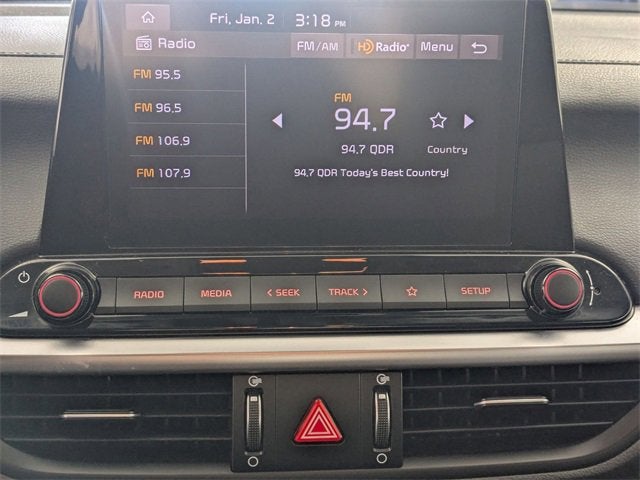 Fri, Jan. 2 3:18 PM
Radio FM/AM HD Radio Menu
FM 95.5
FM 96.5
FM 106.9
FM 107.9
FM
94.7
94.7 QDR Country
94.7 QDR Today's Best Country!
RADIO MEDIA < SEEK TRACK > SETUP